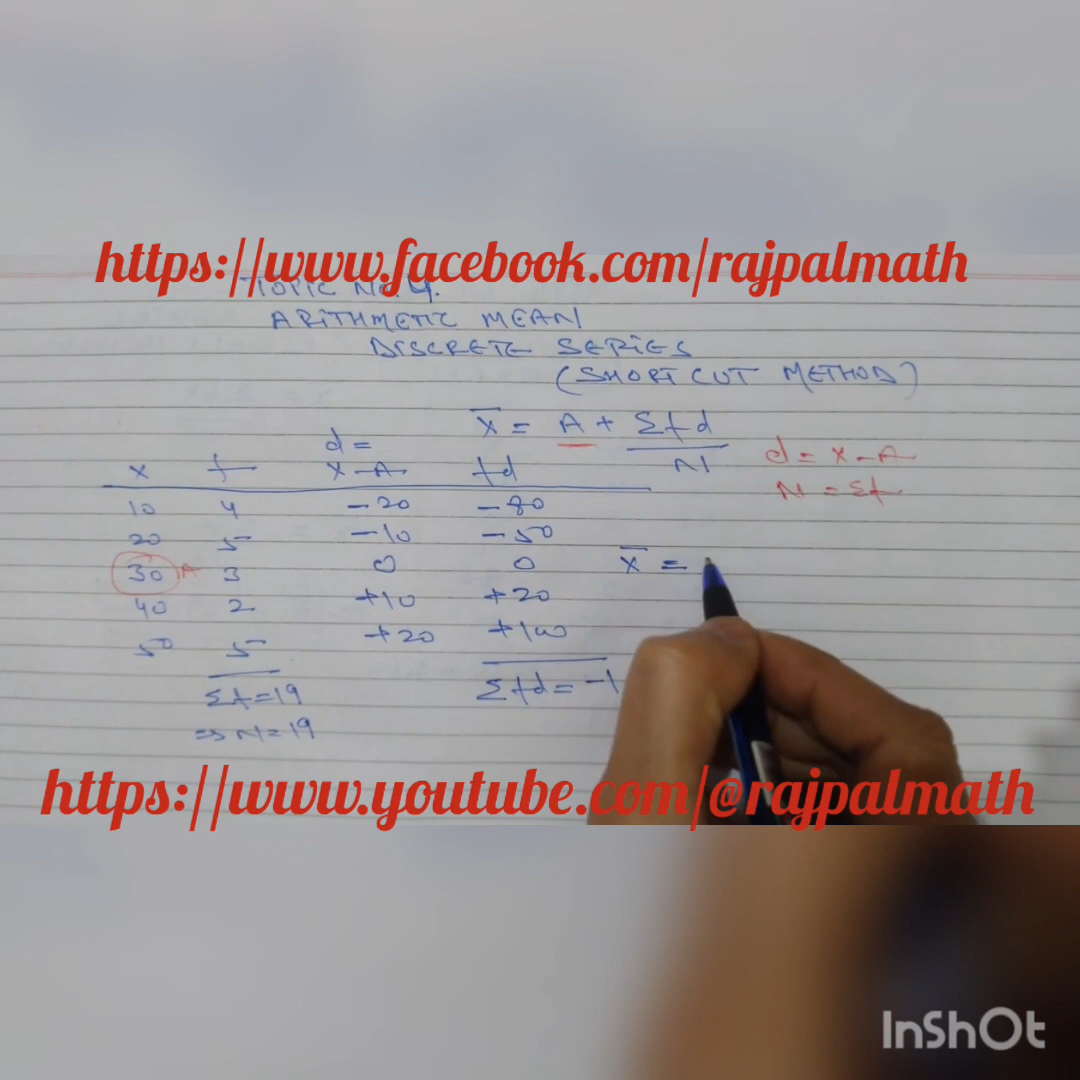 https://www.facebook.com/rajpalmath
TOPIC NO. 4.
ARITHMETIC MEAN
DISCRETE SERIES
(SHORT CUT METHOD)
x̄ = A + Σfd / N
d = x - A
N = Σf
x f d = x - A fd
10 4 -20 -80
20 5 -10 -50
30 A 3 0 0
40 2 +10 +20
50 5 +20 +100
Σf = 19 Σfd = -1
⇒ N = 19
x̄ =
https://www.youtube.com/@rajpalmath
InShOt